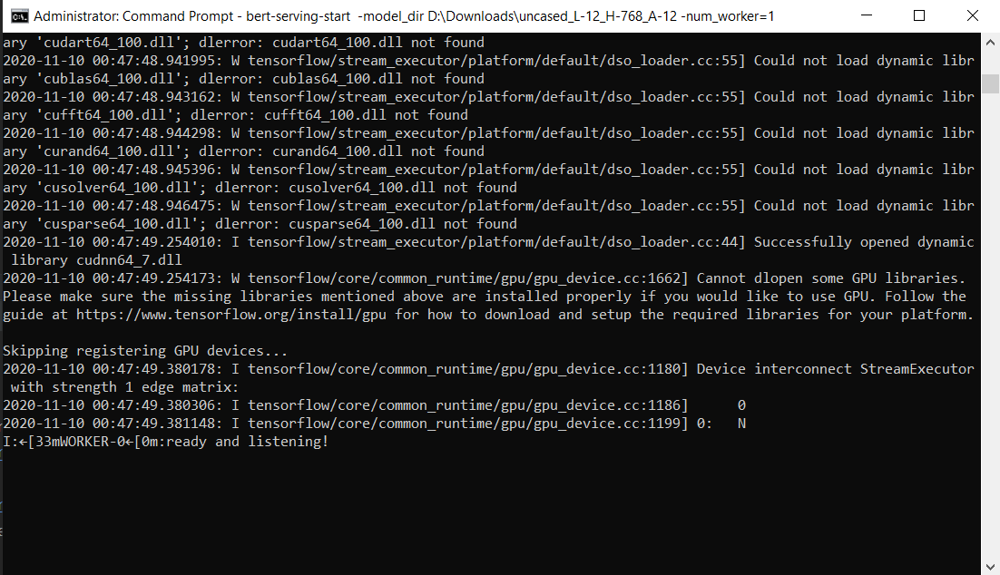 Administrator: Command Prompt - bert-serving-start  -model_dir D:\Downloads\uncased_L-12_H-768_A-12 -num_worker=1
ary 'cudart64_100.dll'; dlerror: cudart64_100.dll not found
2020-11-10 00:47:48.941995: W tensorflow/stream_executor/platform/default/dso_loader.cc:55] Could not load dynamic libr
ary 'cublas64_100.dll'; dlerror: cublas64_100.dll not found
2020-11-10 00:47:48.943162: W tensorflow/stream_executor/platform/default/dso_loader.cc:55] Could not load dynamic libr
ary 'cufft64_100.dll'; dlerror: cufft64_100.dll not found
2020-11-10 00:47:48.944298: W tensorflow/stream_executor/platform/default/dso_loader.cc:55] Could not load dynamic libr
ary 'curand64_100.dll'; dlerror: curand64_100.dll not found
2020-11-10 00:47:48.945396: W tensorflow/stream_executor/platform/default/dso_loader.cc:55] Could not load dynamic libr
ary 'cusolver64_100.dll'; dlerror: cusolver64_100.dll not found
2020-11-10 00:47:48.946475: W tensorflow/stream_executor/platform/default/dso_loader.cc:55] Could not load dynamic libr
ary 'cusparse64_100.dll'; dlerror: cusparse64_100.dll not found
2020-11-10 00:47:49.254010: I tensorflow/stream_executor/platform/default/dso_loader.cc:44] Successfully opened dynamic
 library cudnn64_7.dll
2020-11-10 00:47:49.254173: W tensorflow/core/common_runtime/gpu/gpu_device.cc:1662] Cannot dlopen some GPU libraries.
Please make sure the missing libraries mentioned above are installed properly if you would like to use GPU. Follow the
guide at https://www.tensorflow.org/install/gpu for how to download and setup the required libraries for your platform.
Skipping registering GPU devices...
2020-11-10 00:47:49.380178: I tensorflow/core/common_runtime/gpu/gpu_device.cc:1180] Device interconnect StreamExecutor
 with strength 1 edge matrix:
2020-11-10 00:47:49.380306: I tensorflow/core/common_runtime/gpu/gpu_device.cc:1186]      0
2020-11-10 00:47:49.381148: I tensorflow/core/common_runtime/gpu/gpu_device.cc:1199] 0:   N
I:←[33mWORKER-0←[0m:ready and listening!